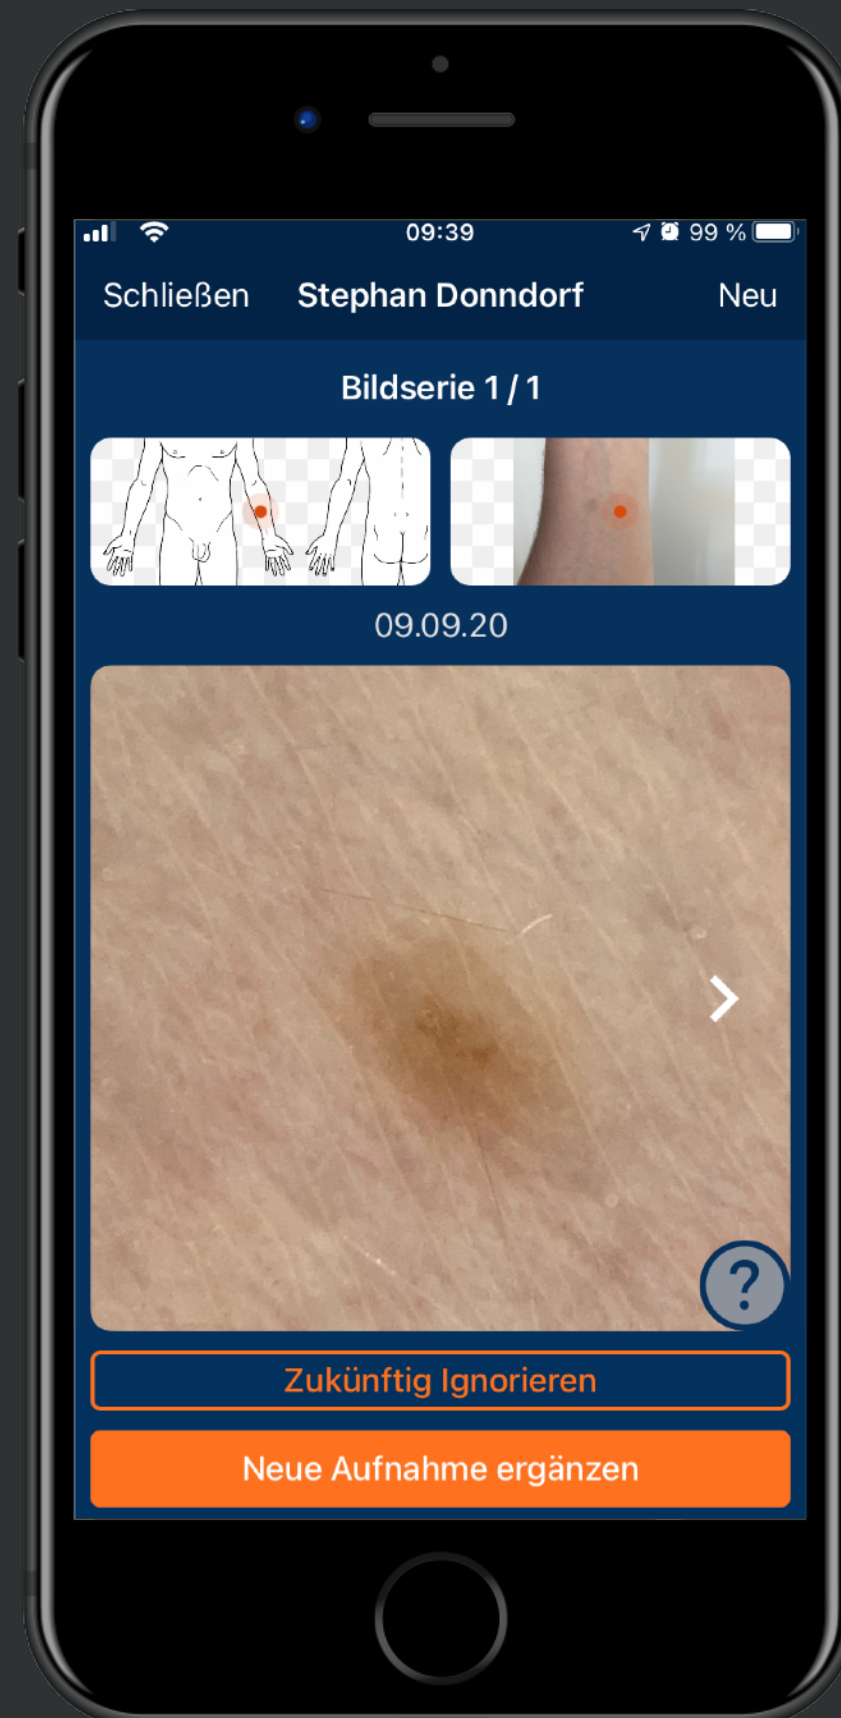 09:39 99 %
Schließen Stephan Donndorf Neu
Bildserie 1 / 1
09.09.20
?
Zukünftig Ignorieren
Neue Aufnahme ergänzen